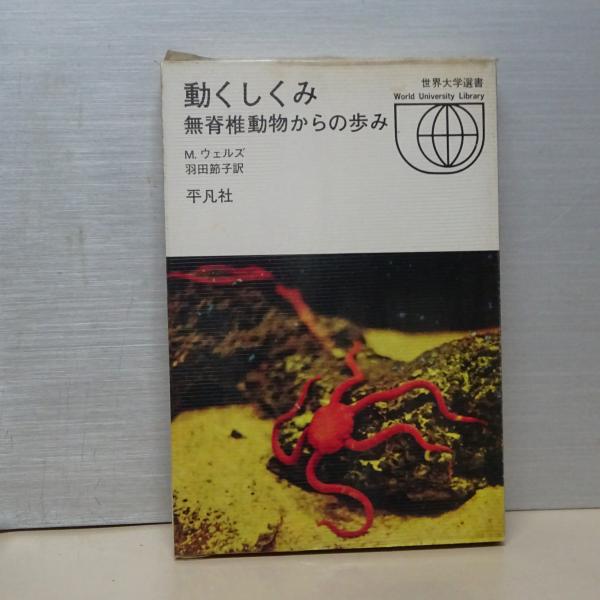 動くしくみ
無脊椎動物からの歩み
M. ウェルズ
羽田節子訳
平凡社
世界大学選書
World University Library